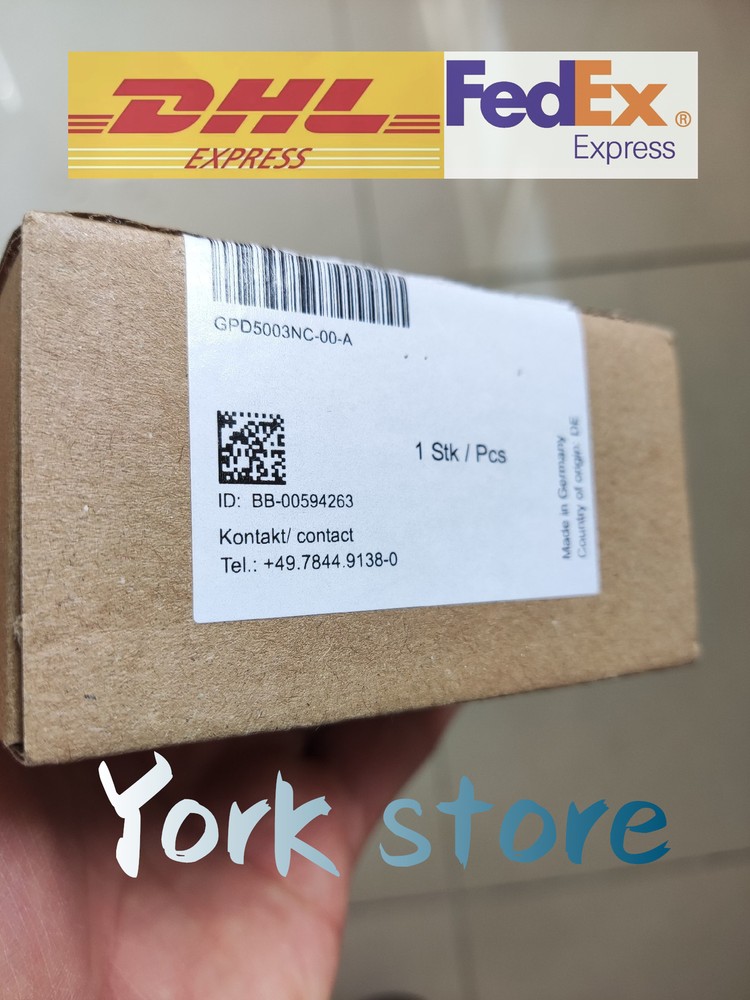 DHL FedEx®
EXPRESS Express
GPD5003NC-00-A
1 Stk / Pcs
ID: BB-00594263
Kontakt/ contact
Tel.: +49.7844.9138-0
Made in Germany
Country of origin: DE
York store